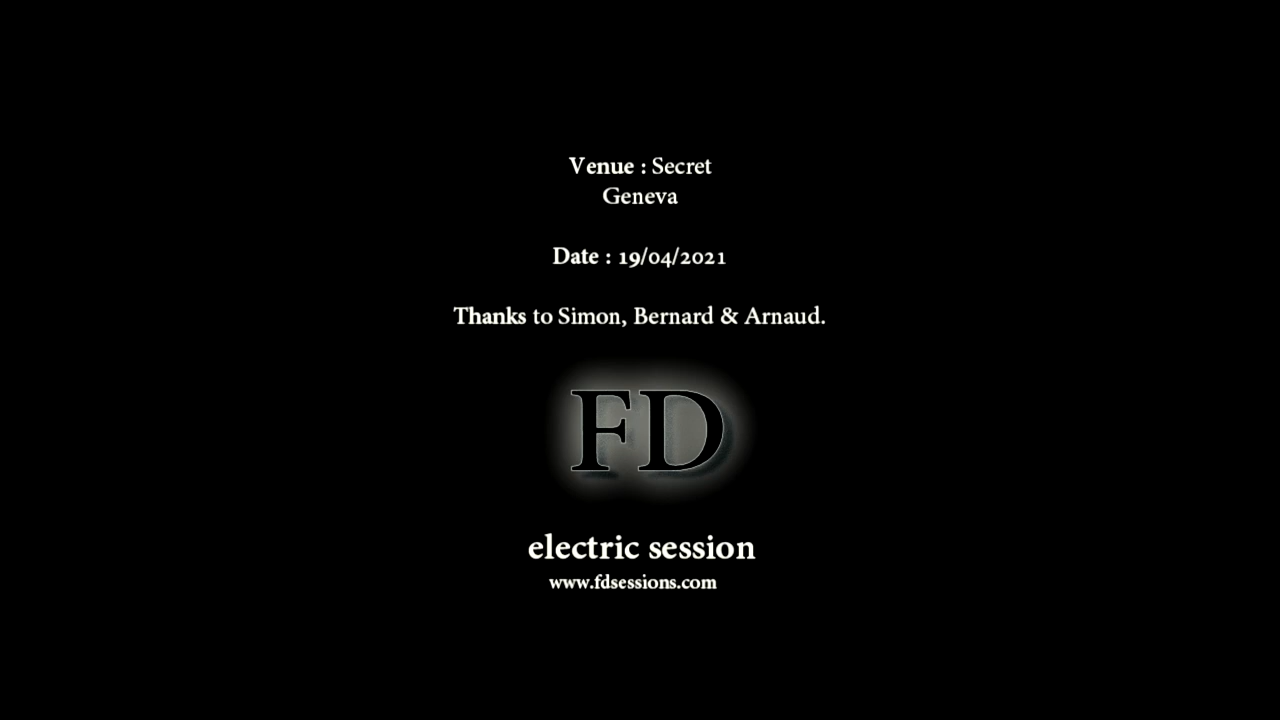 Venue : Secret
Geneva
Date : 19/04/2021
Thanks to Simon, Bernard & Arnaud.
FD
electric session
www.fdsessions.com